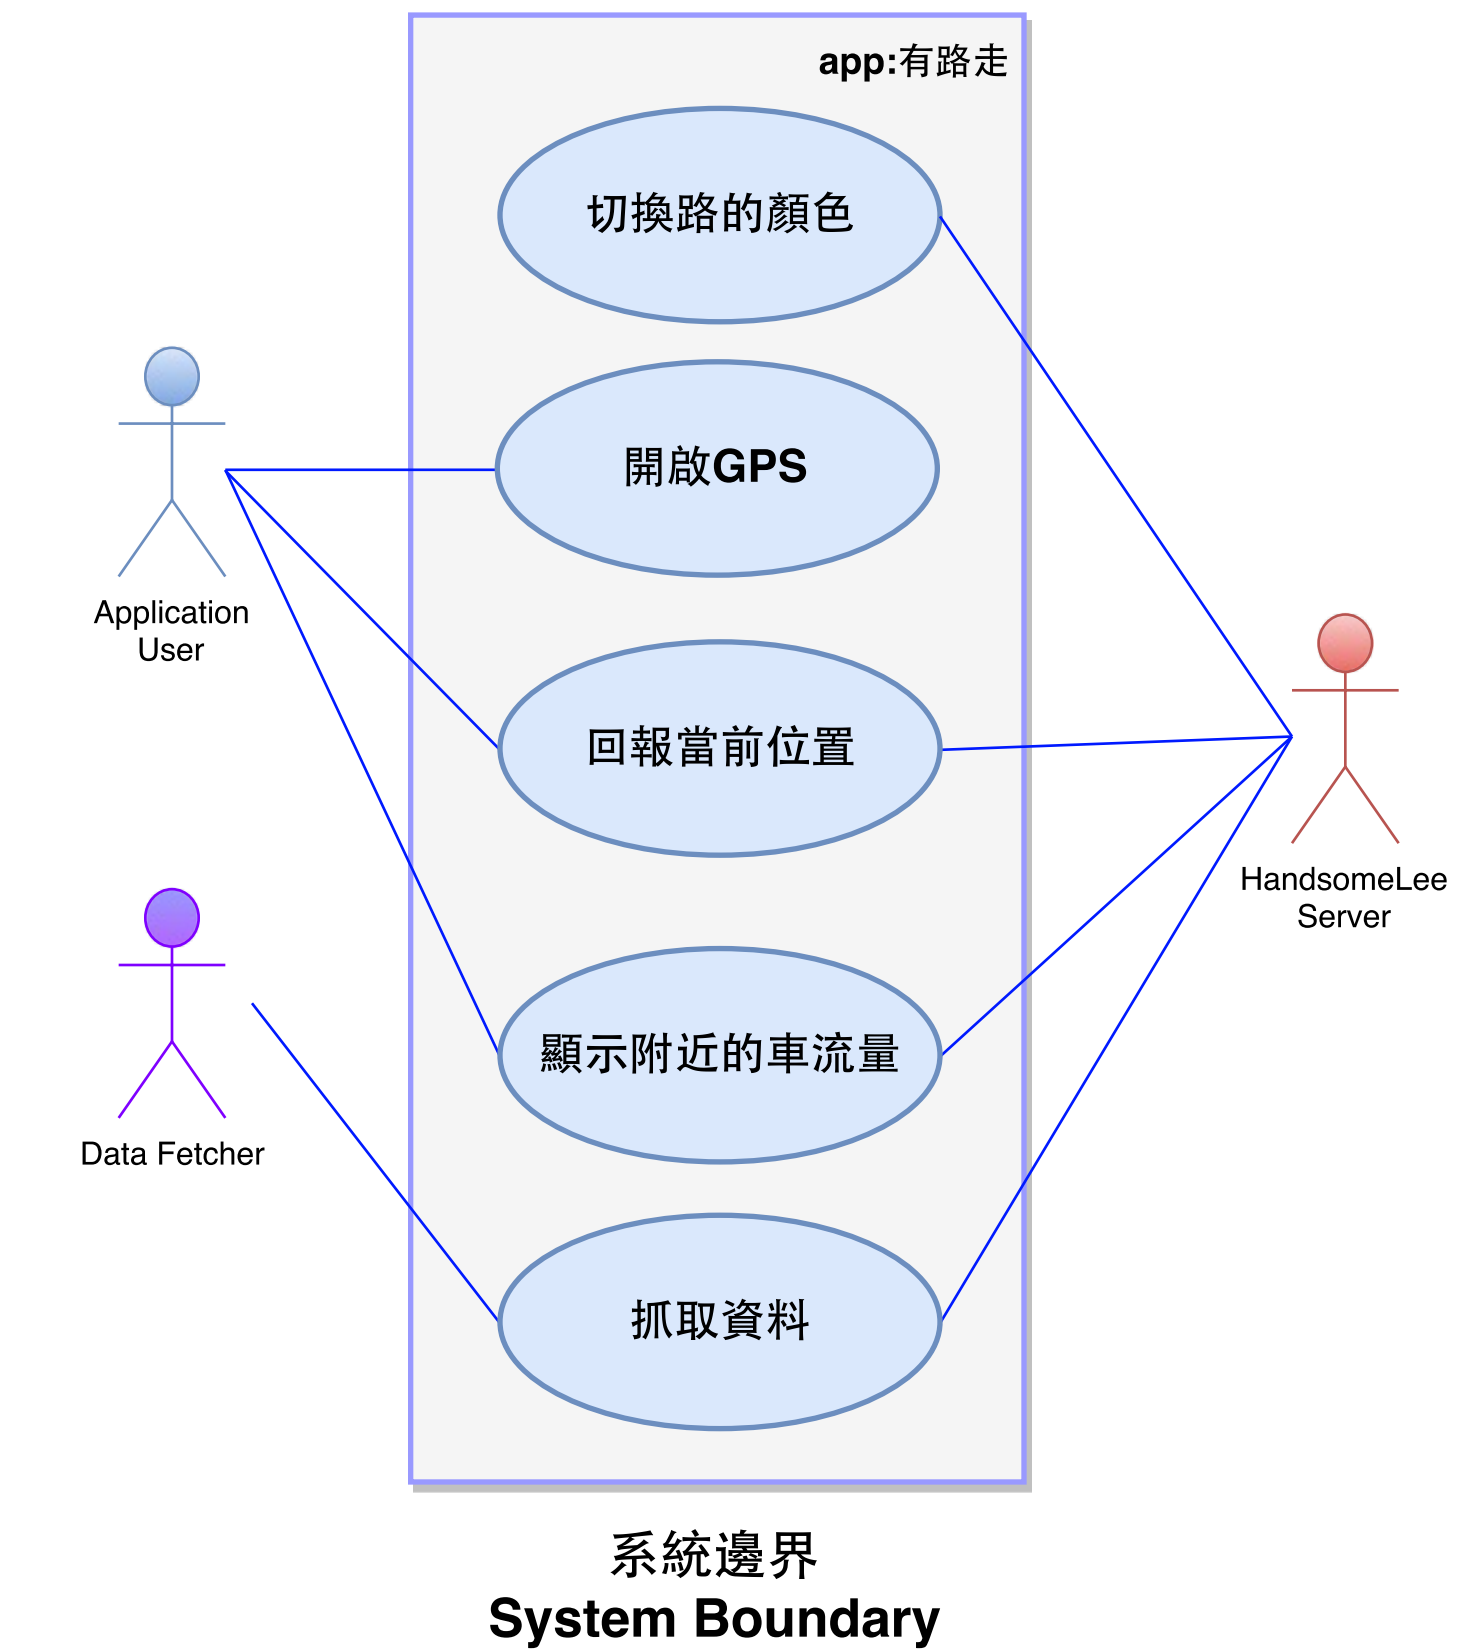 app:有路走
切換路的顏色
開啟GPS
Application
User
回報當前位置
HandsomeLee
Server
顯示附近的車流量
Data Fetcher
抓取資料
系統邊界
System Boundary